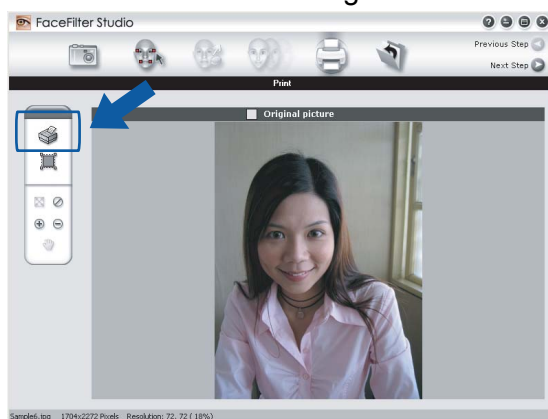 FaceFilter Studio
Previous Step
Next Step
Print
Original picture
Sample6.jpg 1704x2272 Pixels Resolution: 72, 72 ( 18%)